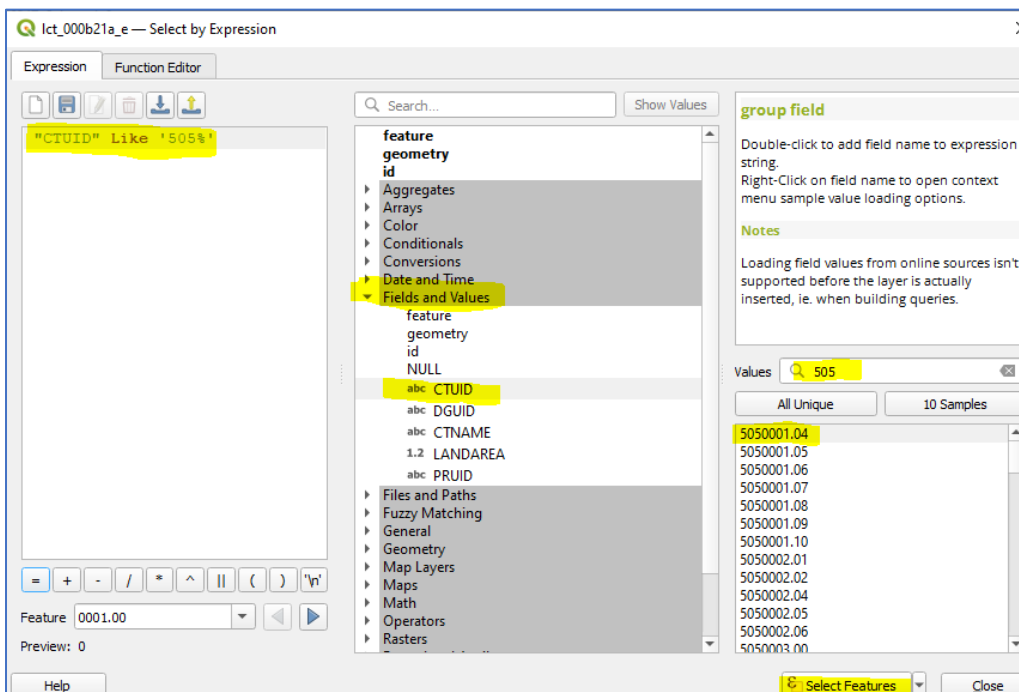 lct_000b21a_e — Select by Expression
Expression
Function Editor
"CTUID" Like '505%'
= + - / * ^ || ( ) '\n'
Feature 0001.00
Preview: 0
Help
Search...
Show Values
feature
geometry
id
Aggregates
Arrays
Color
Conditionals
Conversions
Date and Time
Fields and Values
feature
geometry
id
NULL
abc CTUID
abc DGUID
abc CTNAME
1.2 LANDAREA
abc PRUID
Files and Paths
Fuzzy Matching
General
Geometry
Map Layers
Maps
Math
Operators
Rasters
group field
Double-click to add field name to expression
string.
Right-Click on field name to open context
menu sample value loading options.
Notes
Loading field values from online sources isn't
supported before the layer is actually
inserted, ie. when building queries.
Values 505
All Unique
10 Samples
5050001.04
5050001.05
5050001.06
5050001.07
5050001.08
5050001.09
5050001.10
5050002.01
5050002.02
5050002.04
5050002.05
5050002.06
5050003.00
Select Features
Close